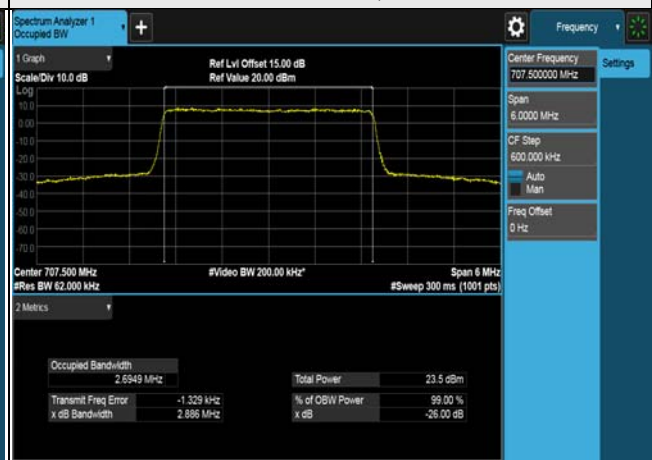 Spectrum Analyzer 1
Occupied BW
+
Frequency
1 Graph
Scale/Div 10.0 dB
Ref Lvl Offset 15.00 dB
Ref Value 20.00 dBm
Log
10.0
0.00
-10.0
-20.0
-30.0
-40.0
-50.0
-60.0
-70.0
Center 707.500 MHz
#Video BW 200.00 kHz*
Span 6 MHz
#Res BW 62.000 kHz
#Sweep 300 ms (1001 pts)
2 Metrics
Occupied Bandwidth
2.6949 MHz
Total Power 23.5 dBm
Transmit Freq Error -1.329 kHz
% of OBW Power 99.00 %
x dB Bandwidth 2.886 MHz
x dB -26.00 dB
Center Frequency
707.500000 MHz
Settings
Span
6.0000 MHz
CF Step
600.000 kHz
Auto
Man
Freq Offset
0 Hz